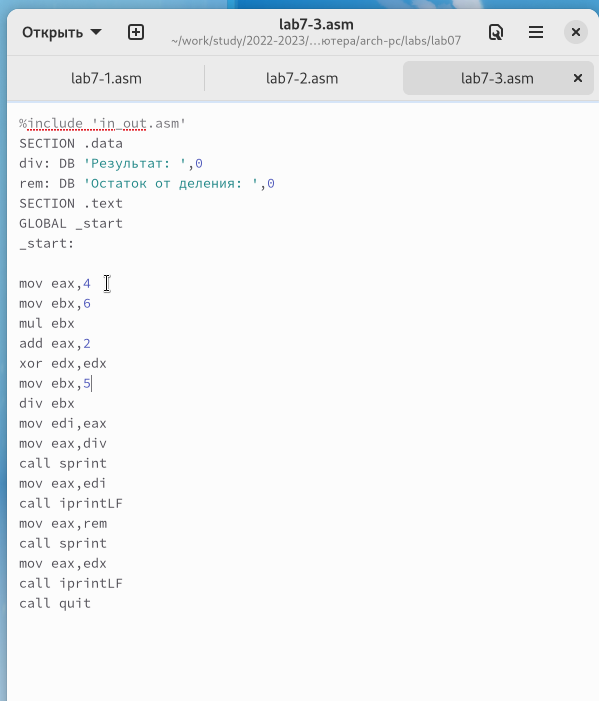 Открыть
lab7-3.asm
~/work/study/2022-2023/…ютера/arch-pc/labs/lab07
lab7-1.asm
lab7-2.asm
lab7-3.asm
%include 'in_out.asm'
SECTION .data
div: DB 'Результат: ',0
rem: DB 'Остаток от деления: ',0
SECTION .text
GLOBAL _start
_start:
mov eax,4
mov ebx,6
mul ebx
add eax,2
xor edx,edx
mov ebx,5
div ebx
mov edi,eax
mov eax,div
call sprint
mov eax,edi
call iprintLF
mov eax,rem
call sprint
mov eax,edx
call iprintLF
call quit